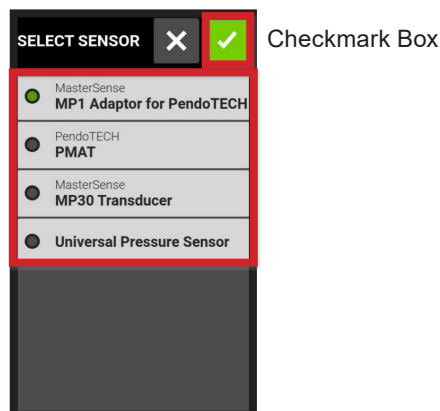 SELECT SENSOR
Checkmark Box
MasterSense
MP1 Adaptor for PendoTECH
PendoTECH
PMAT
MasterSense
MP30 Transducer
Universal Pressure Sensor